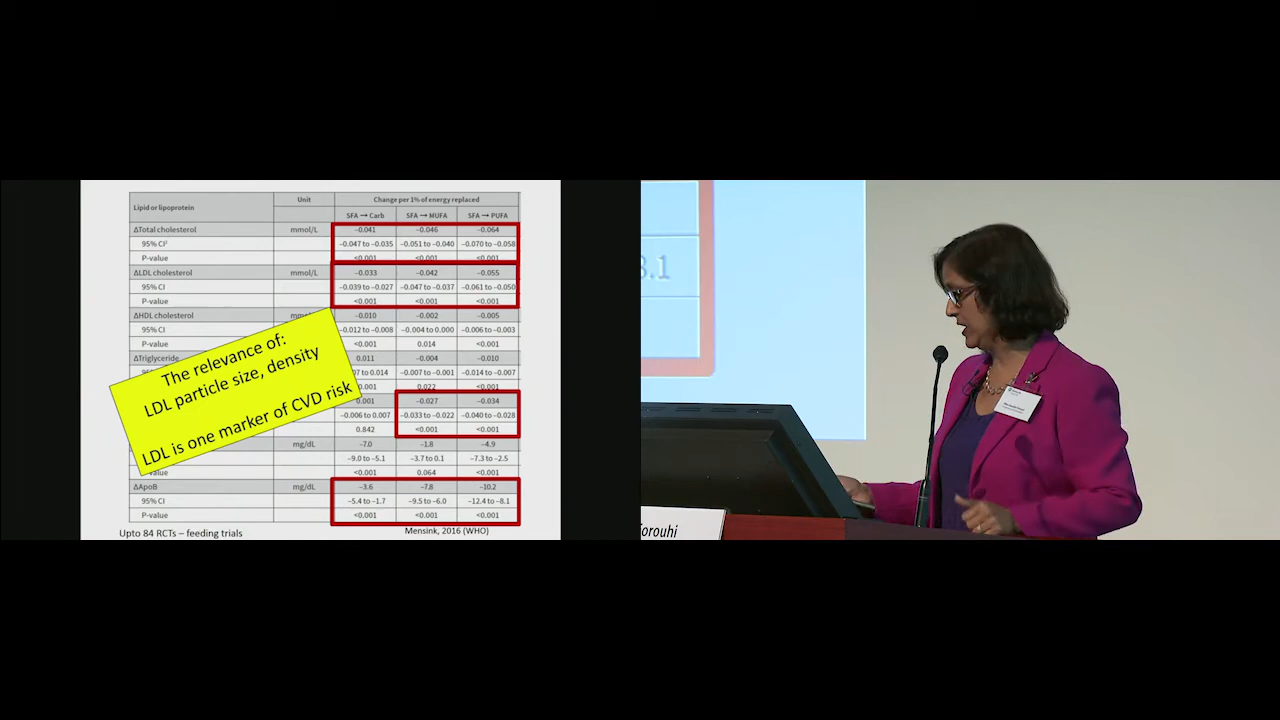 Lipid or lipoprotein Unit Change per 1% of energy replaced
SFA → Carb SFA → MUFA SFA → PUFA
ΔTotal cholesterol mmol/L −0.041 −0.046 −0.064
95% CI² −0.047 to −0.035 −0.051 to −0.040 −0.070 to −0.058
P-value <0.001 <0.001 <0.001
ΔLDL cholesterol mmol/L −0.033 −0.042 −0.055
95% CI −0.039 to −0.027 −0.047 to −0.037 −0.061 to −0.050
P-value <0.001 <0.001 <0.001
ΔHDL cholesterol −0.010 −0.002 −0.005
95% CI −0.012 to −0.008 −0.004 to 0.000 −0.006 to −0.003
P-value <0.001 0.014 <0.001
ΔTriglyceride 0.011 −0.004 −0.010
to 0.014 −0.007 to −0.001 −0.014 to −0.007
0.022 <0.001
0.001 −0.027 −0.034
−0.006 to 0.007 −0.033 to −0.022 −0.040 to −0.028
0.842 <0.001 <0.001
mg/dL −7.0 −1.8 −4.9
−9.0 to −5.1 −3.7 to 0.1 −7.3 to −2.5
<0.001 0.064 <0.001
ΔApoB mg/dL −3.6 −7.8 −10.2
95% CI −5.4 to −1.7 −9.5 to −6.0 −12.4 to −8.1
P-value <0.001 <0.001 <0.001
The relevance of:
LDL particle size, density
LDL is one marker of CVD risk
Upto 84 RCTs – feeding trials
Mensink, 2016 (WHO)
8.1
orouhi